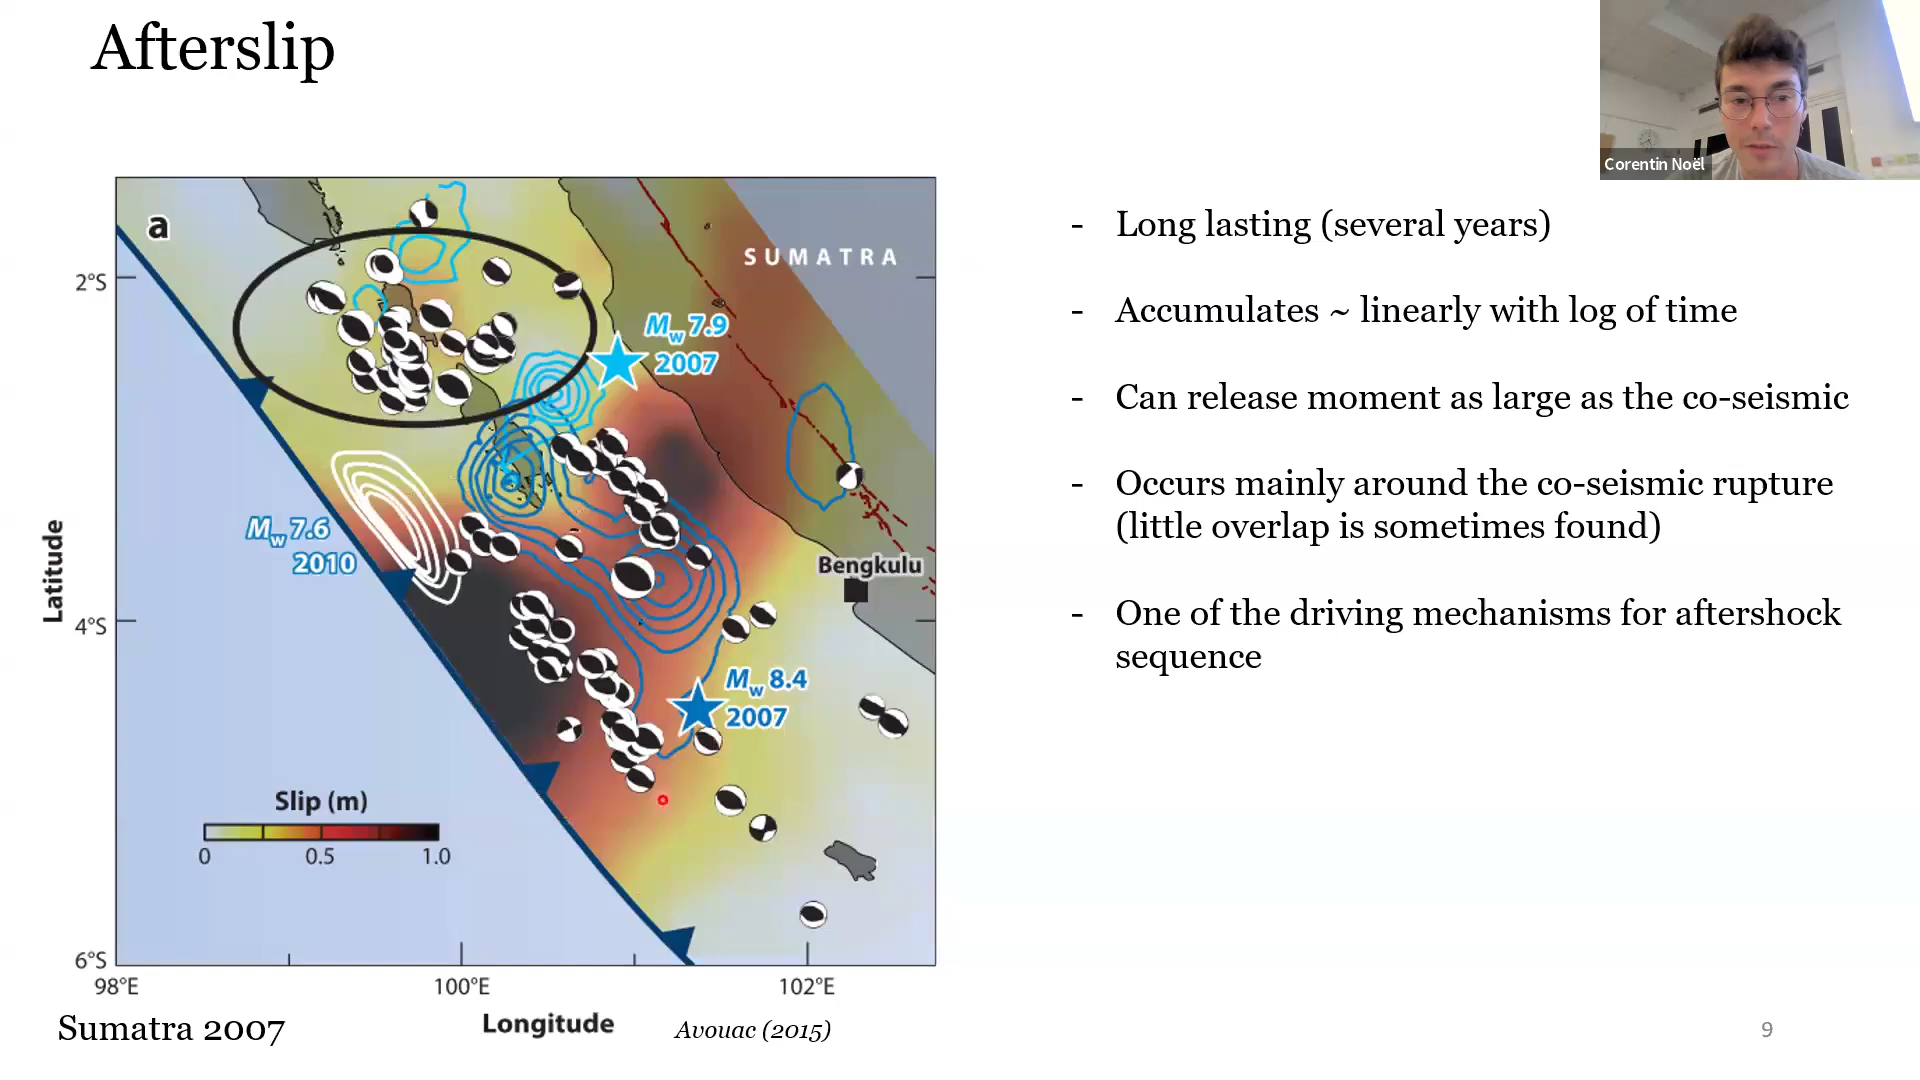 Afterslip
Corentin Noël
a
SUMATRA
2°S
Mw 7.9
2007
Mw 7.6
2010
Bengkulu
4°S
Mw 8.4
2007
Slip (m)
0 0.5 1.0
6°S
98°E 100°E 102°E
Latitude
Longitude
Sumatra 2007
Avouac (2015)
- Long lasting (several years)
- Accumulates ~ linearly with log of time
- Can release moment as large as the co-seismic
- Occurs mainly around the co-seismic rupture
(little overlap is sometimes found)
- One of the driving mechanisms for aftershock
sequence
9